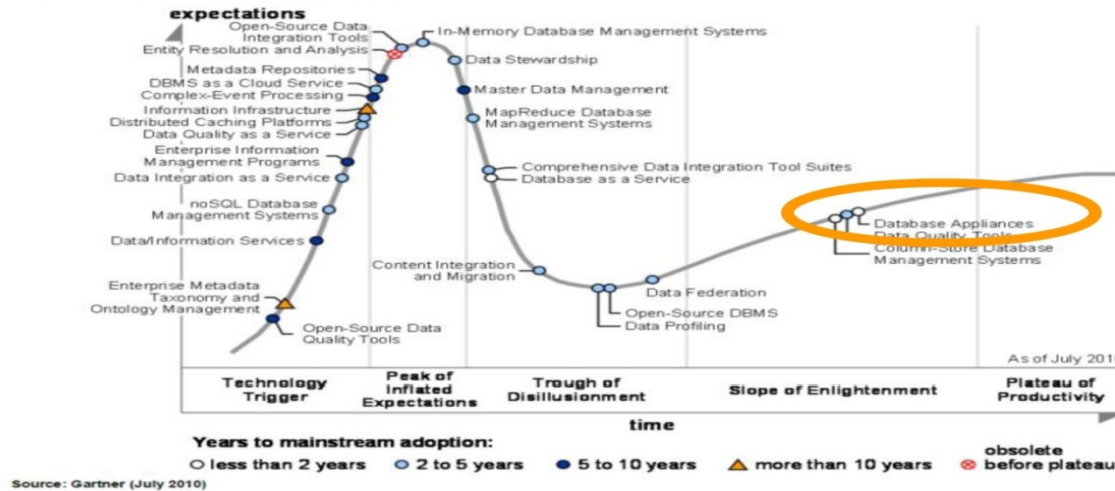 expectations
Open-Source Data
Integration Tools
Entity Resolution and Analysis
Metadata Repositories
DBMS as a Cloud Service
Complex-Event Processing
Information Infrastructure
Distributed Caching Platforms
Data Quality as a Service
Enterprise Information
Management Programs
Data Integration as a Service
noSQL Database
Management Systems
Data/Information Services
Enterprise Metadata
Taxonomy and
Ontology Management
Open-Source Data
Quality Tools
In-Memory Database Management Systems
Data Stewardship
Master Data Management
MapReduce Database
Management Systems
Comprehensive Data Integration Tool Suites
Database as a Service
Content Integration
and Migration
Data Federation
Open-Source DBMS
Data Profiling
Database Appliances
Data Quality Tools
Column-Store Database
Management Systems
As of July 2010
Technology
Trigger
Peak of
Inflated
Expectations
Trough of
Disillusionment
Slope of Enlightenment
Plateau of
Productivity
time
Years to mainstream adoption:
less than 2 years
2 to 5 years
5 to 10 years
more than 10 years
obsolete
before plateau
Source: Gartner (July 2010)